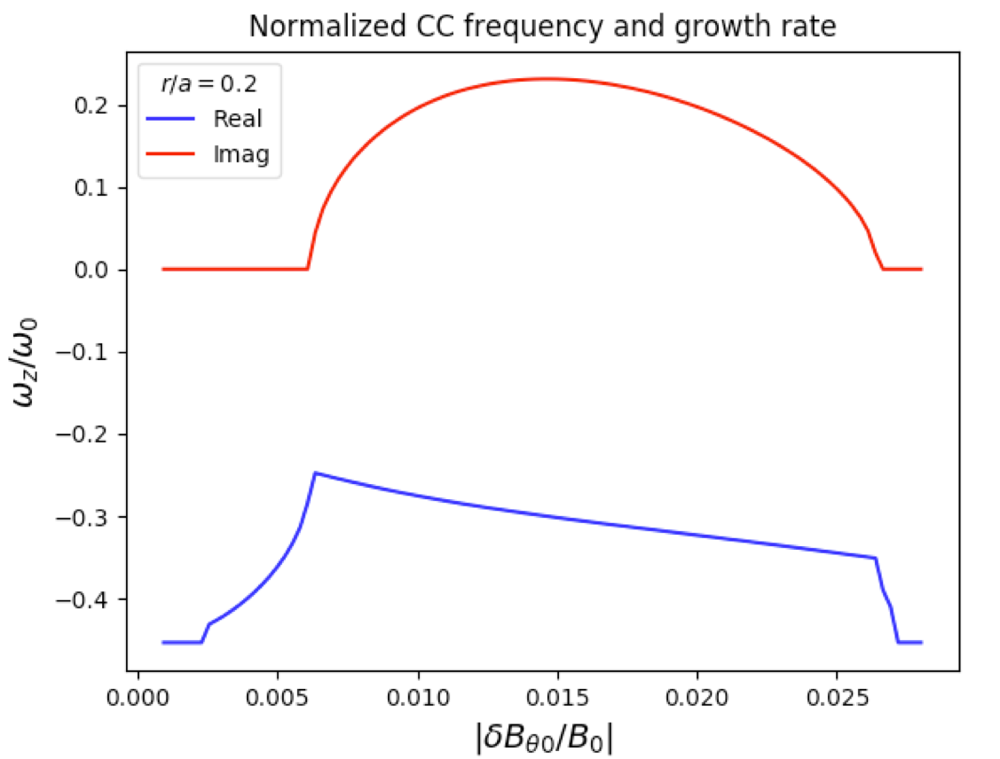 Normalized CC frequency and growth rate
r/a = 0.2
Real
Imag
0.2
0.1
0.0
−0.1
−0.2
−0.3
−0.4
ω_z/ω_0
0.000 0.005 0.010 0.015 0.020 0.025
|δB_θ0/B_0|